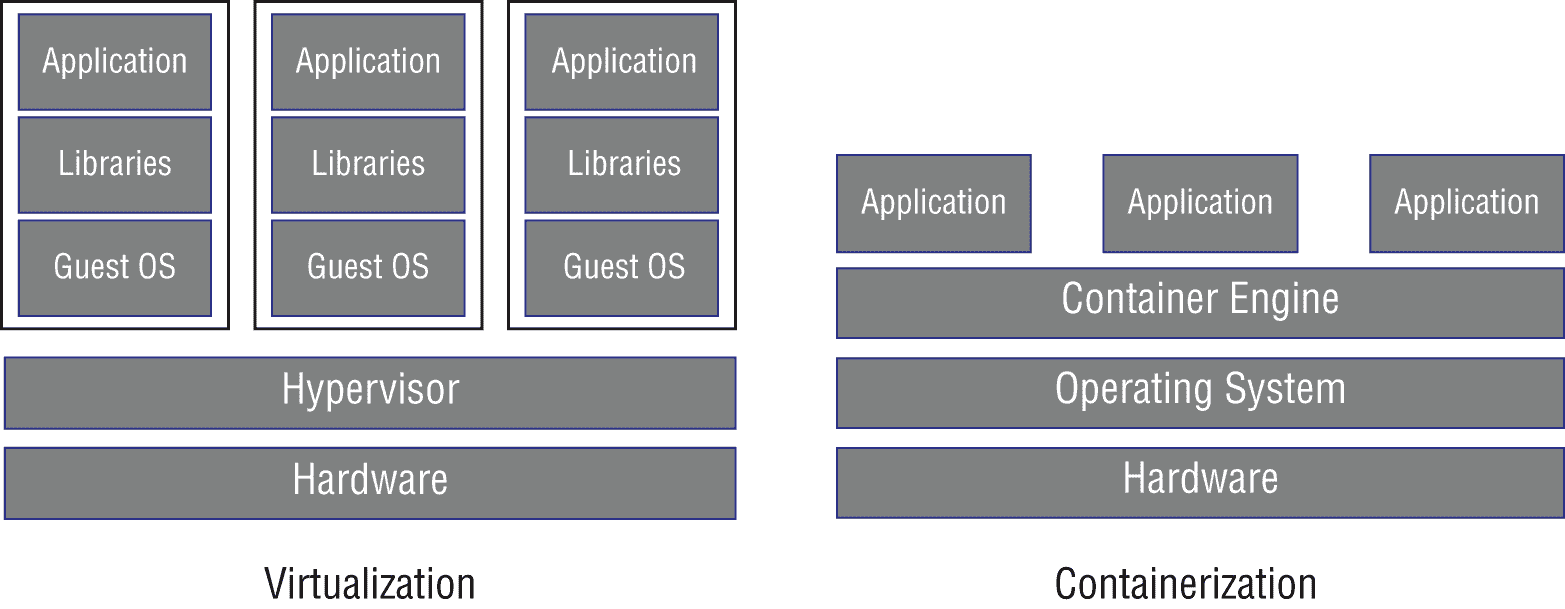 Application
Libraries
Guest OS
Application
Libraries
Guest OS
Application
Libraries
Guest OS
Hypervisor
Hardware
Virtualization
Application
Application
Application
Container Engine
Operating System
Hardware
Containerization